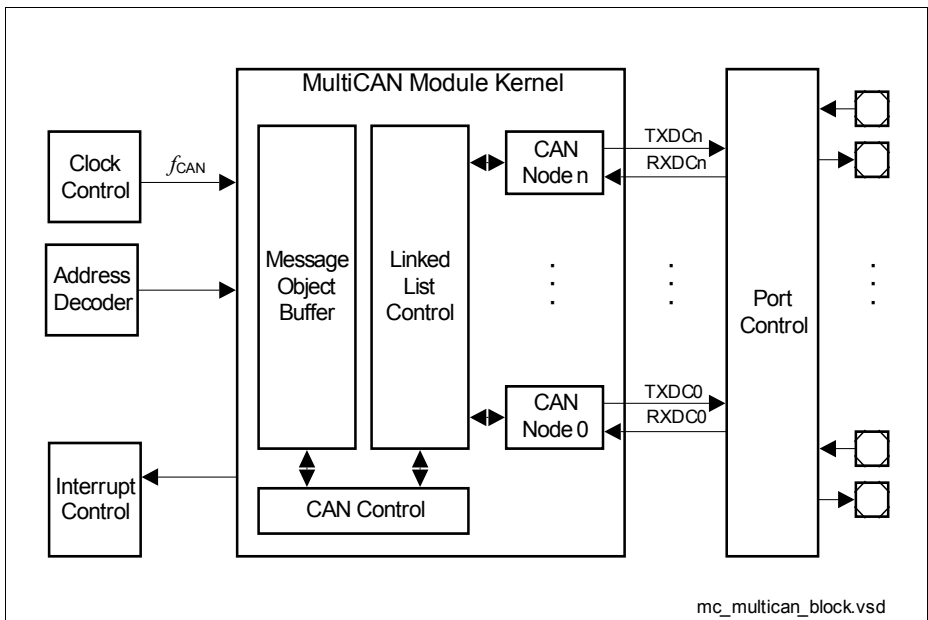 MultiCAN Module Kernel
Clock
Control
fCAN
Address
Decoder
Interrupt
Control
Message
Object
Buffer
Linked
List
Control
CAN
Node n
CAN
Node 0
CAN Control
TXDCn
RXDCn
TXDC0
RXDC0
Port
Control
mc_multican_block.vsd